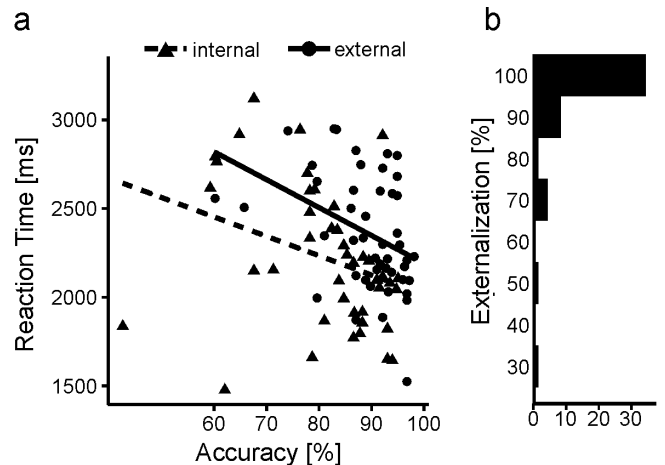 a
internal
external
Reaction Time [ms]
3000
2500
2000
1500
60 70 80 90 100
Accuracy [%]
b
Externalization [%]
100
90
80
70
60
50
40
30
0 10 20 30